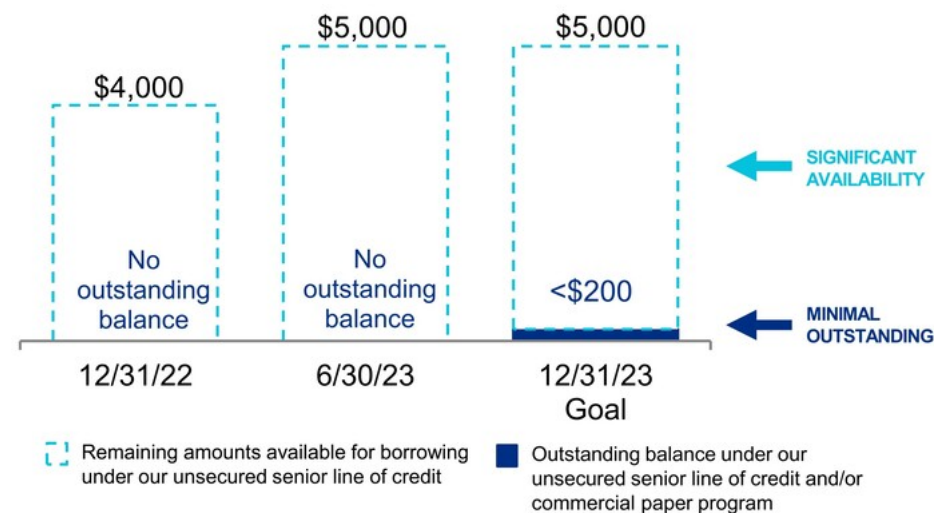 $4,000
$5,000
$5,000
SIGNIFICANT
AVAILABILITY
No
outstanding
balance
No
outstanding
balance
<$200
MINIMAL
OUTSTANDING
12/31/22
6/30/23
12/31/23
Goal
Remaining amounts available for borrowing
under our unsecured senior line of credit
Outstanding balance under our
unsecured senior line of credit and/or
commercial paper program